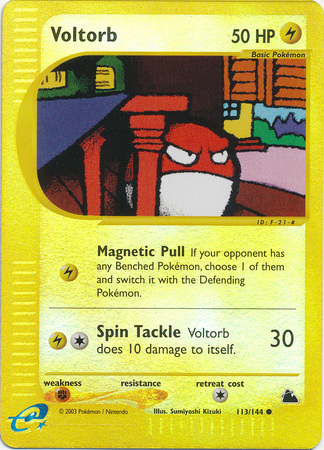 Voltorb 50 HP
Basic Pokémon
ID: F-21-#
Magnetic Pull If your opponent has
any Benched Pokémon, choose 1 of them
and switch it with the Defending
Pokémon.
Spin Tackle Voltorb 30
does 10 damage to itself.
weakness resistance retreat cost
© 2003 Pokémon / Nintendo Illus. Sumiyoshi Kizuki 113/144 ●
e